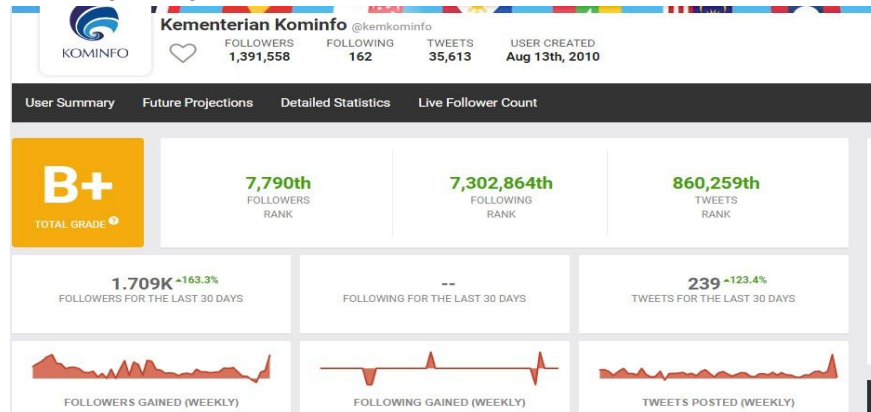 KOMINFO
Kementerian Kominfo @kemkominfo
FOLLOWERS FOLLOWING TWEETS USER CREATED
1,391,558 162 35,613 Aug 13th, 2010
User Summary Future Projections Detailed Statistics Live Follower Count
B+
TOTAL GRADE ?
7,790th
FOLLOWERS
RANK
7,302,864th
FOLLOWING
RANK
860,259th
TWEETS
RANK
1.709K 163.3%
FOLLOWERS FOR THE LAST 30 DAYS
--
FOLLOWING FOR THE LAST 30 DAYS
239 123.4%
TWEETS FOR THE LAST 30 DAYS
FOLLOWERS GAINED (WEEKLY)
FOLLOWING GAINED (WEEKLY)
TWEETS POSTED (WEEKLY)